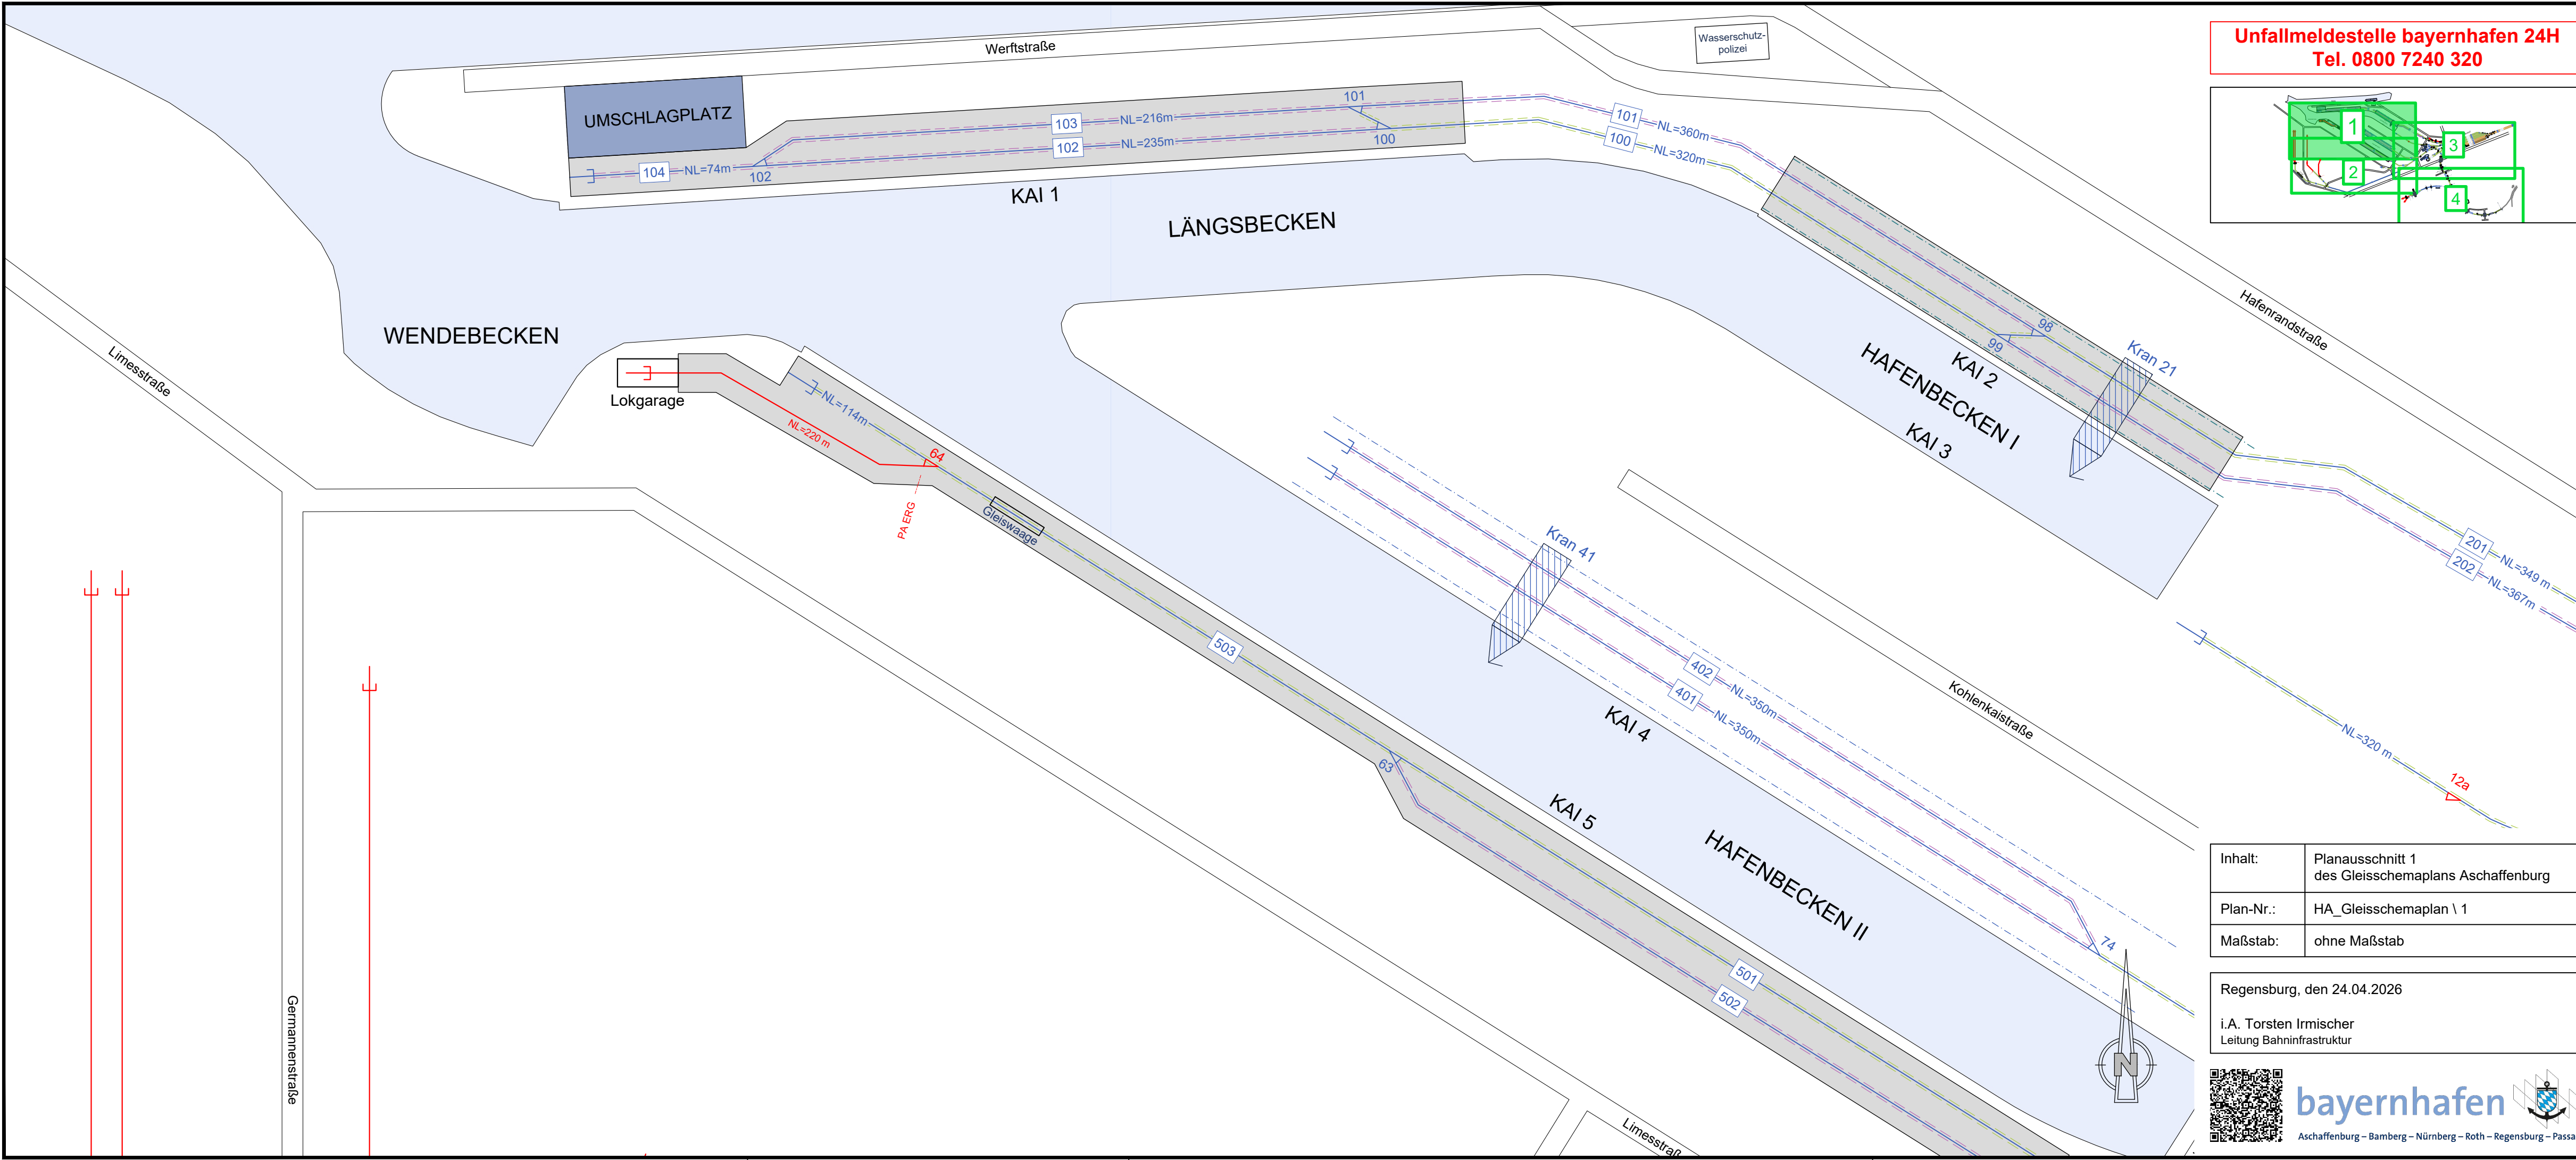 Werftstraße
Wasserschutz-
polizei
Unfallmeldestelle bayernhafen 24H
Tel. 0800 7240 320
UMSCHLAGPLATZ
101
103
NL=216m
101
NL=360m
102
NL=235m
100
100
NL=320m
104
NL=74m
102
KAI 1
LÄNGSBECKEN
1
2
3
4
WENDEBECKEN
Limesstraße
Lokgarage
NL=114m
NL=220 m
64
PA ERG
Gleiswaage
Hafenrandstraße
98
99
Kran 21
KAI 2
HAFENBECKEN I
KAI 3
Kran 41
201
NL=349 m
202
NL=367m
503
402
NL=350m
401
NL=350m
Kohlenkaistraße
NL=320 m
12a
KAI 4
63
KAI 5
HAFENBECKEN II
74
501
502
N
Germannenstraße
Limesstraß
Inhalt:
Planausschnitt 1
des Gleisschemaplans Aschaffenburg
Plan-Nr.:
HA_Gleisschemaplan \ 1
Maßstab:
ohne Maßstab
Regensburg, den 24.04.2026
i.A. Torsten Irmischer
Leitung Bahninfrastruktur
bayernhafen
Aschaffenburg – Bamberg – Nürnberg – Roth – Regensburg – Passa